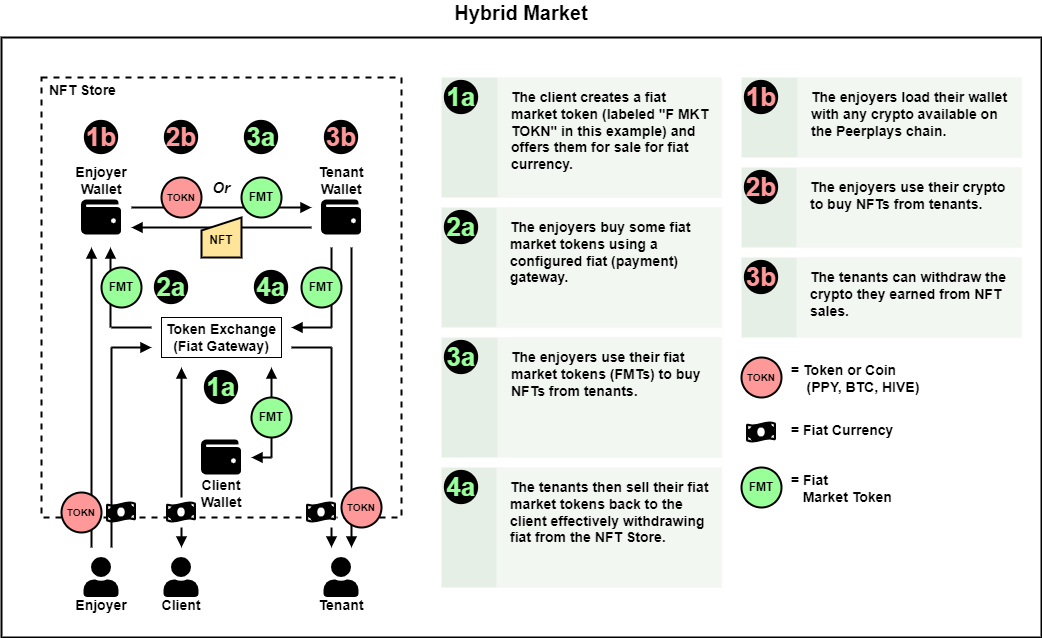 Hybrid Market
NFT Store
1b
2b
3a
3b
Enjoyer
Wallet
TOKN
Or
FMT
Tenant
Wallet
NFT
FMT
2a
4a
FMT
Token Exchange
(Fiat Gateway)
1a
FMT
Client
Wallet
TOKN
TOKN
Enjoyer
Client
Tenant
1a
The client creates a fiat
market token (labeled "F MKT
TOKN" in this example) and
offers them for sale for fiat
currency.
2a
The enjoyers buy some fiat
market tokens using a
configured fiat (payment)
gateway.
3a
The enjoyers use their fiat
market tokens (FMTs) to buy
NFTs from tenants.
4a
The tenants then sell their fiat
market tokens back to the
client effectively withdrawing
fiat from the NFT Store.
1b
The enjoyers load their wallet
with any crypto available on
the Peerplays chain.
2b
The enjoyers use their crypto
to buy NFTs from tenants.
3b
The tenants can withdraw the
crypto they earned from NFT
sales.
TOKN
= Token or Coin
(PPY, BTC, HIVE)
= Fiat Currency
FMT
= Fiat
Market Token